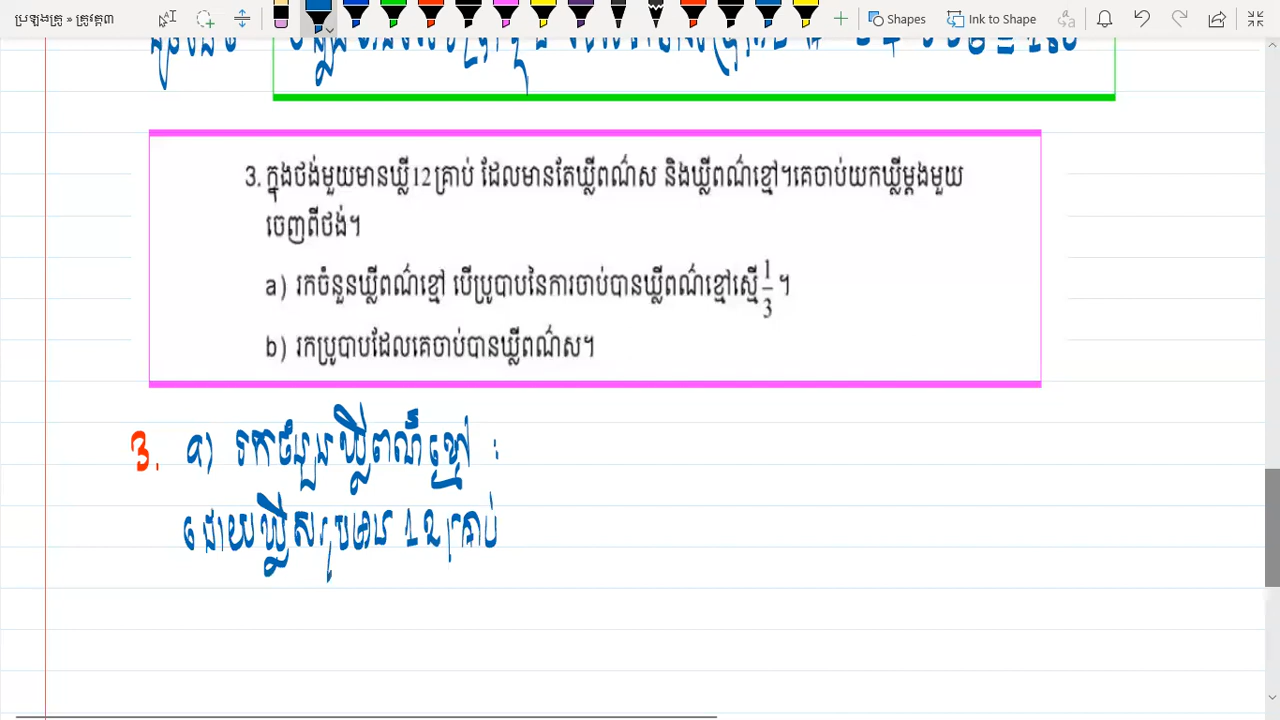 ប្រឡងគ្រូ » គ្រូវគ្គ៣
Shapes
Ink to Shape
3. ក្នុងថង់មួយមានឃ្លី12គ្រាប់ ដែលមានតែឃ្លីពណ៌ស និងឃ្លីពណ៌ខ្មៅ។គេចាប់យកឃ្លីម្តងមួយ
ចេញពីថង់។
a) រកចំនួនឃ្លីពណ៌ខ្មៅ បើប្រូបាបនៃការចាប់បានឃ្លីពណ៌ខ្មៅស្មើ 1/3 ។
b) រកប្រូបាបដែលគេចាប់បានឃ្លីពណ៌ស។
3. a) រកចំនួនឃ្លីពណ៌ខ្មៅ :
ដោយឃ្លីសរុបមាន 12 គ្រាប់